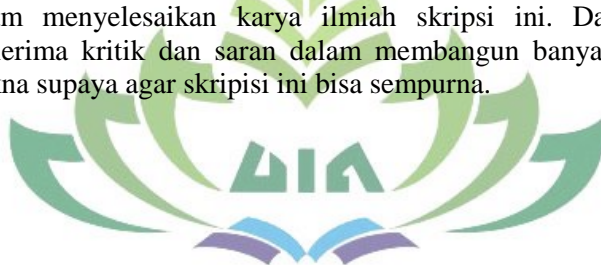 m menyelesaikan karya ilmiah skripsi ini. Da
erima kritik dan saran dalam membangun banya
na supaya agar skripisi ini bisa sempurna.
UIN